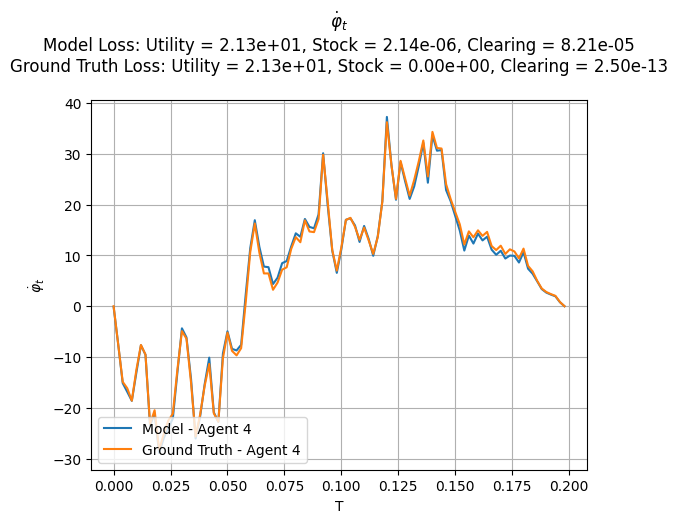 φ̇ₜ
Model Loss: Utility = 2.13e+01, Stock = 2.14e-06, Clearing = 8.21e-05
Ground Truth Loss: Utility = 2.13e+01, Stock = 0.00e+00, Clearing = 2.50e-13
40
30
20
10
0
−10
−20
−30
φ̇ₜ
Model - Agent 4
Ground Truth - Agent 4
0.000 0.025 0.050 0.075 0.100 0.125 0.150 0.175 0.200
T